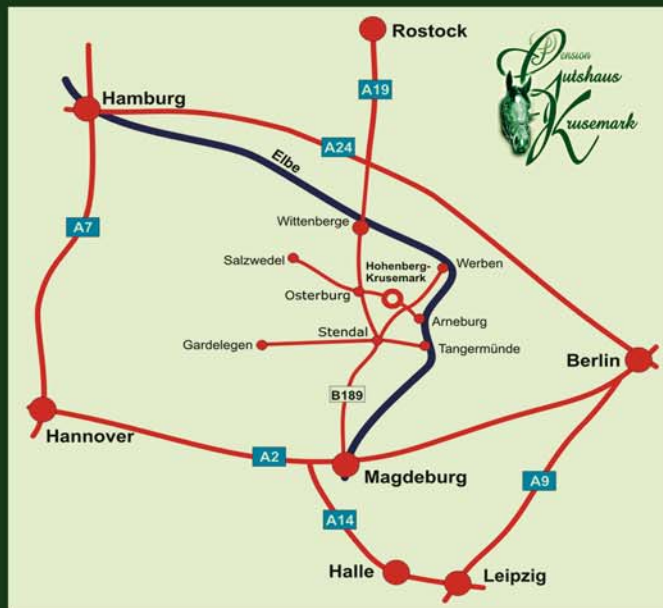 Rostock
Pension
Gutshaus
Krusemark
A19
Hamburg
A24
Elbe
A7
Wittenberge
Salzwedel
Hohenberg-
Krusemark
Werben
Osterburg
Arneburg
Stendal
Gardelegen
Tangermünde
Berlin
B189
Hannover
A2
Magdeburg
A9
A14
Halle
Leipzig